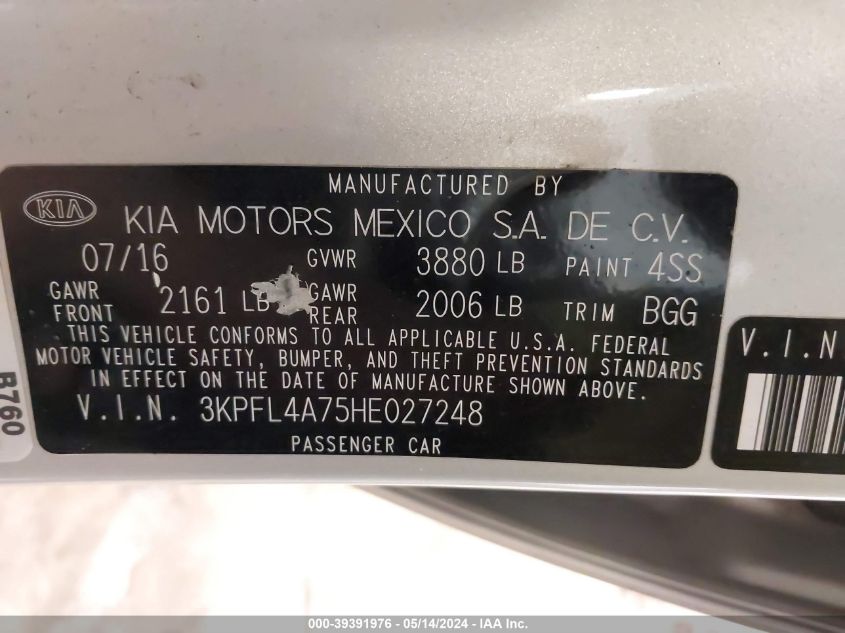 MANUFACTURED BY
KIA KIA MOTORS MEXICO S.A. DE C.V.
07/16 GVWR 3880 LB PAINT 4SS
GAWR FRONT 2161 LB GAWR REAR 2006 LB TRIM BGG
THIS VEHICLE CONFORMS TO ALL APPLICABLE U.S.A. FEDERAL
MOTOR VEHICLE SAFETY, BUMPER, AND THEFT PREVENTION STANDARDS
IN EFFECT ON THE DATE OF MANUFACTURE SHOWN ABOVE.
V.I.N. 3KPFL4A75HE027248
PASSENGER CAR
B760
V.I.N
000-39391976 - 05/14/2024 - IAA Inc.